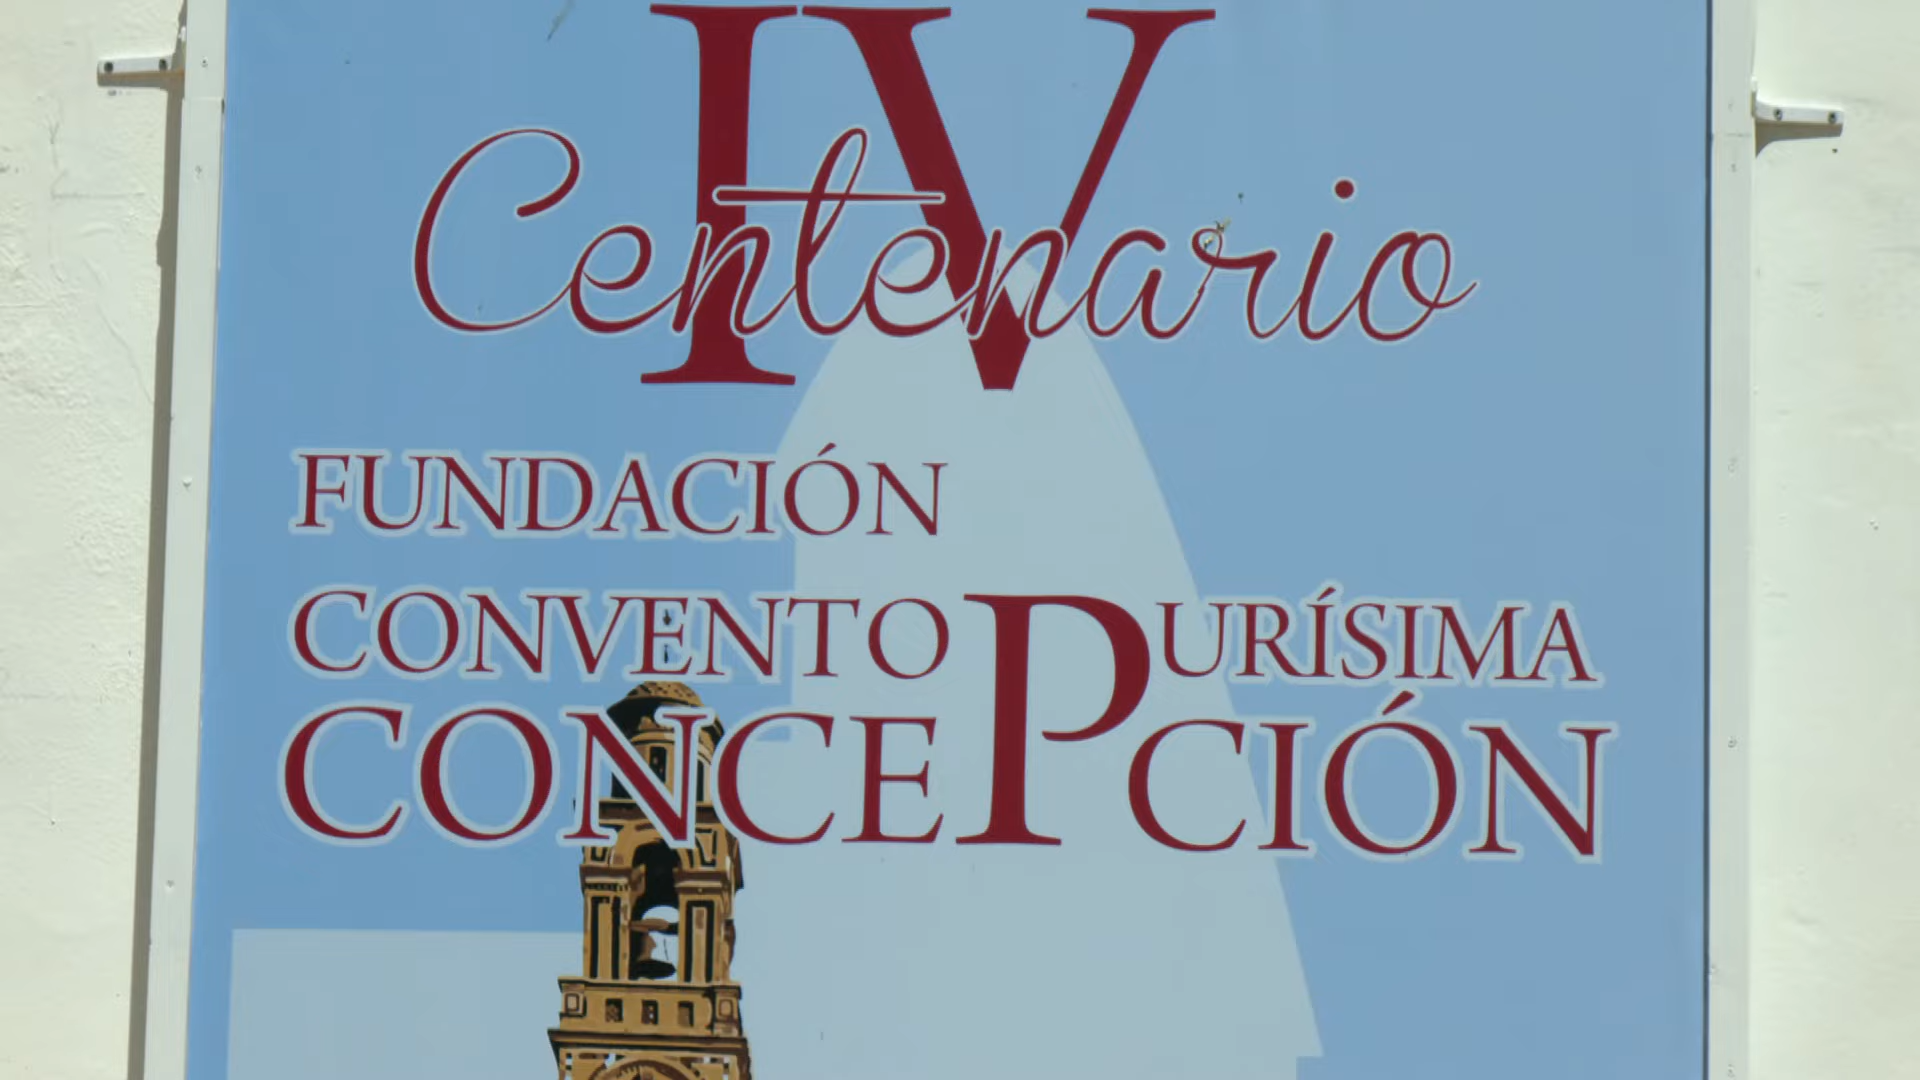 IV
Centenario
FUNDACIÓN
CONVENTO PURÍSIMA
CONCEPCIÓN